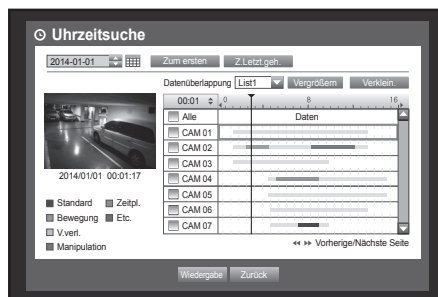 Uhrzeitsuche
2014-01-01 Zum ersten Z.Letzt.geh.
Datenüberlappung List1 Vergrößern Verklein.
00:01 0 8 16
Alle Daten
CAM 01
CAM 02
CAM 03
CAM 04
CAM 05
CAM 06
CAM 07
2014/01/01 00:01:17
Standard Zeitpl.
Bewegung Etc.
V.verl.
Manipulation
Vorherige/Nächste Seite
Wiedergabe Zurück